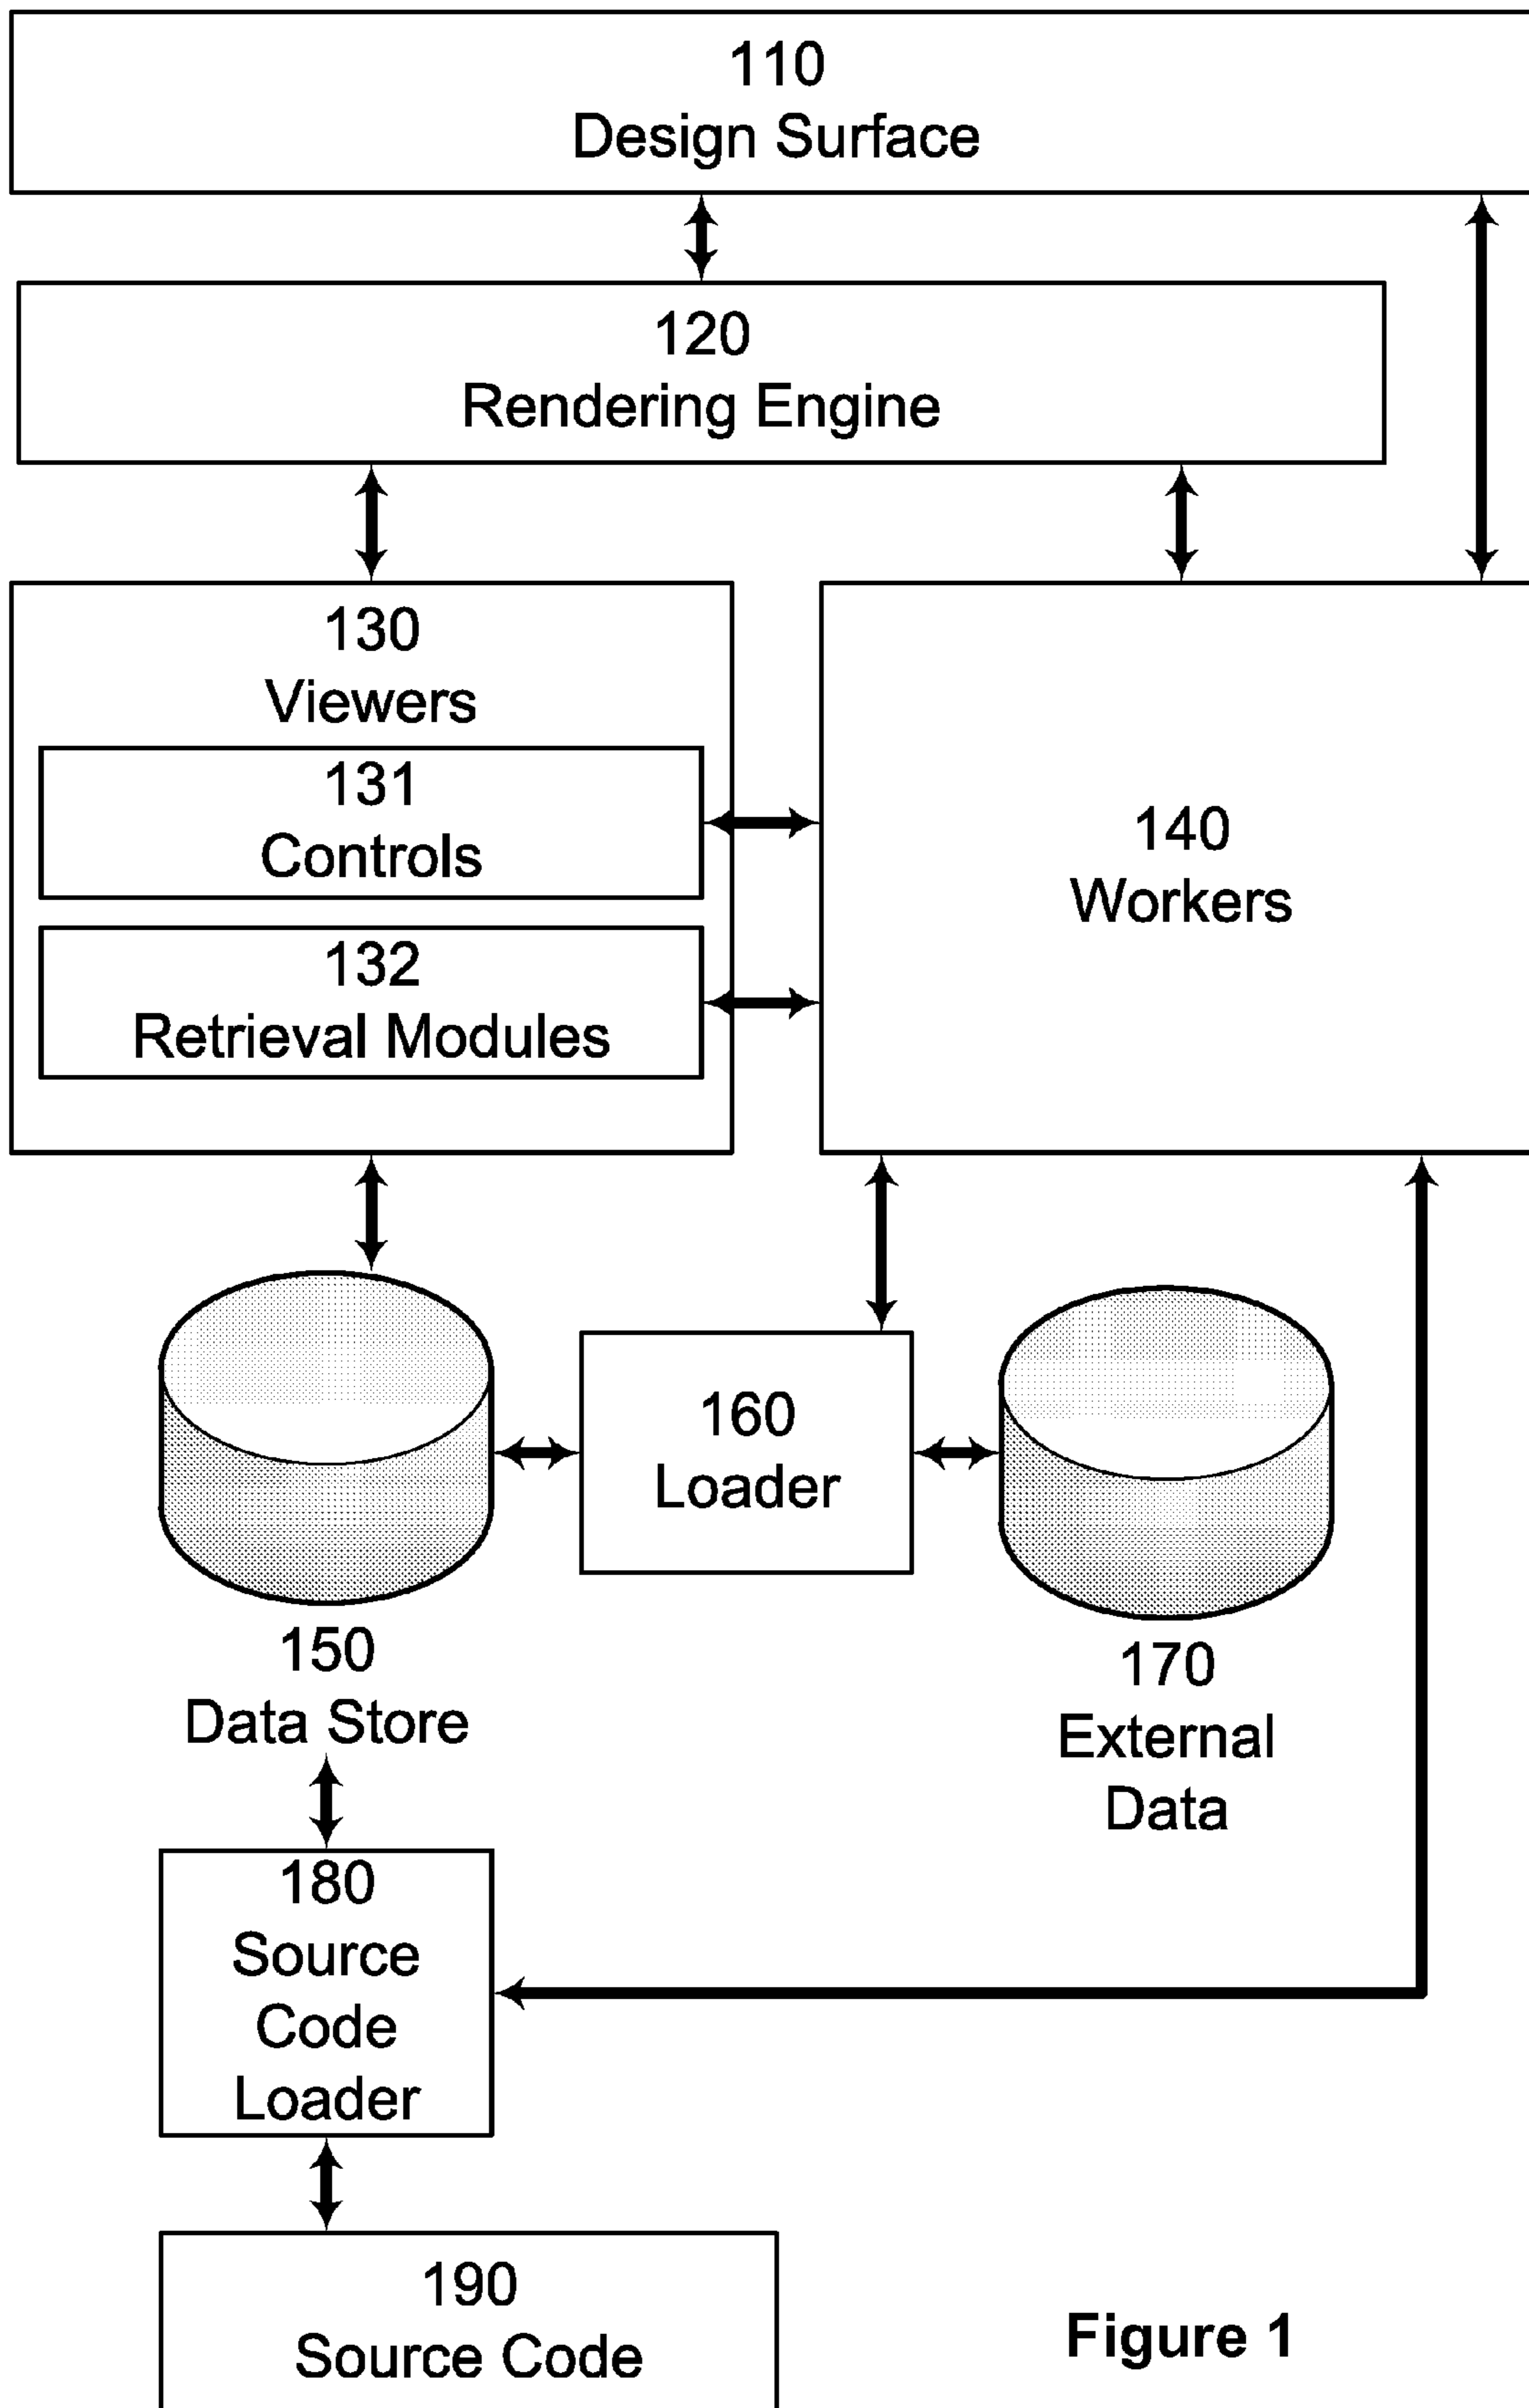 110
Design Surface
120
Rendering Engine
130
Viewers
131
Controls
132
Retrieval Modules
140
Workers
150
Data Store
160
Loader
170
External
Data
180
Source
Code
Loader
190
Source Code
Figure 1